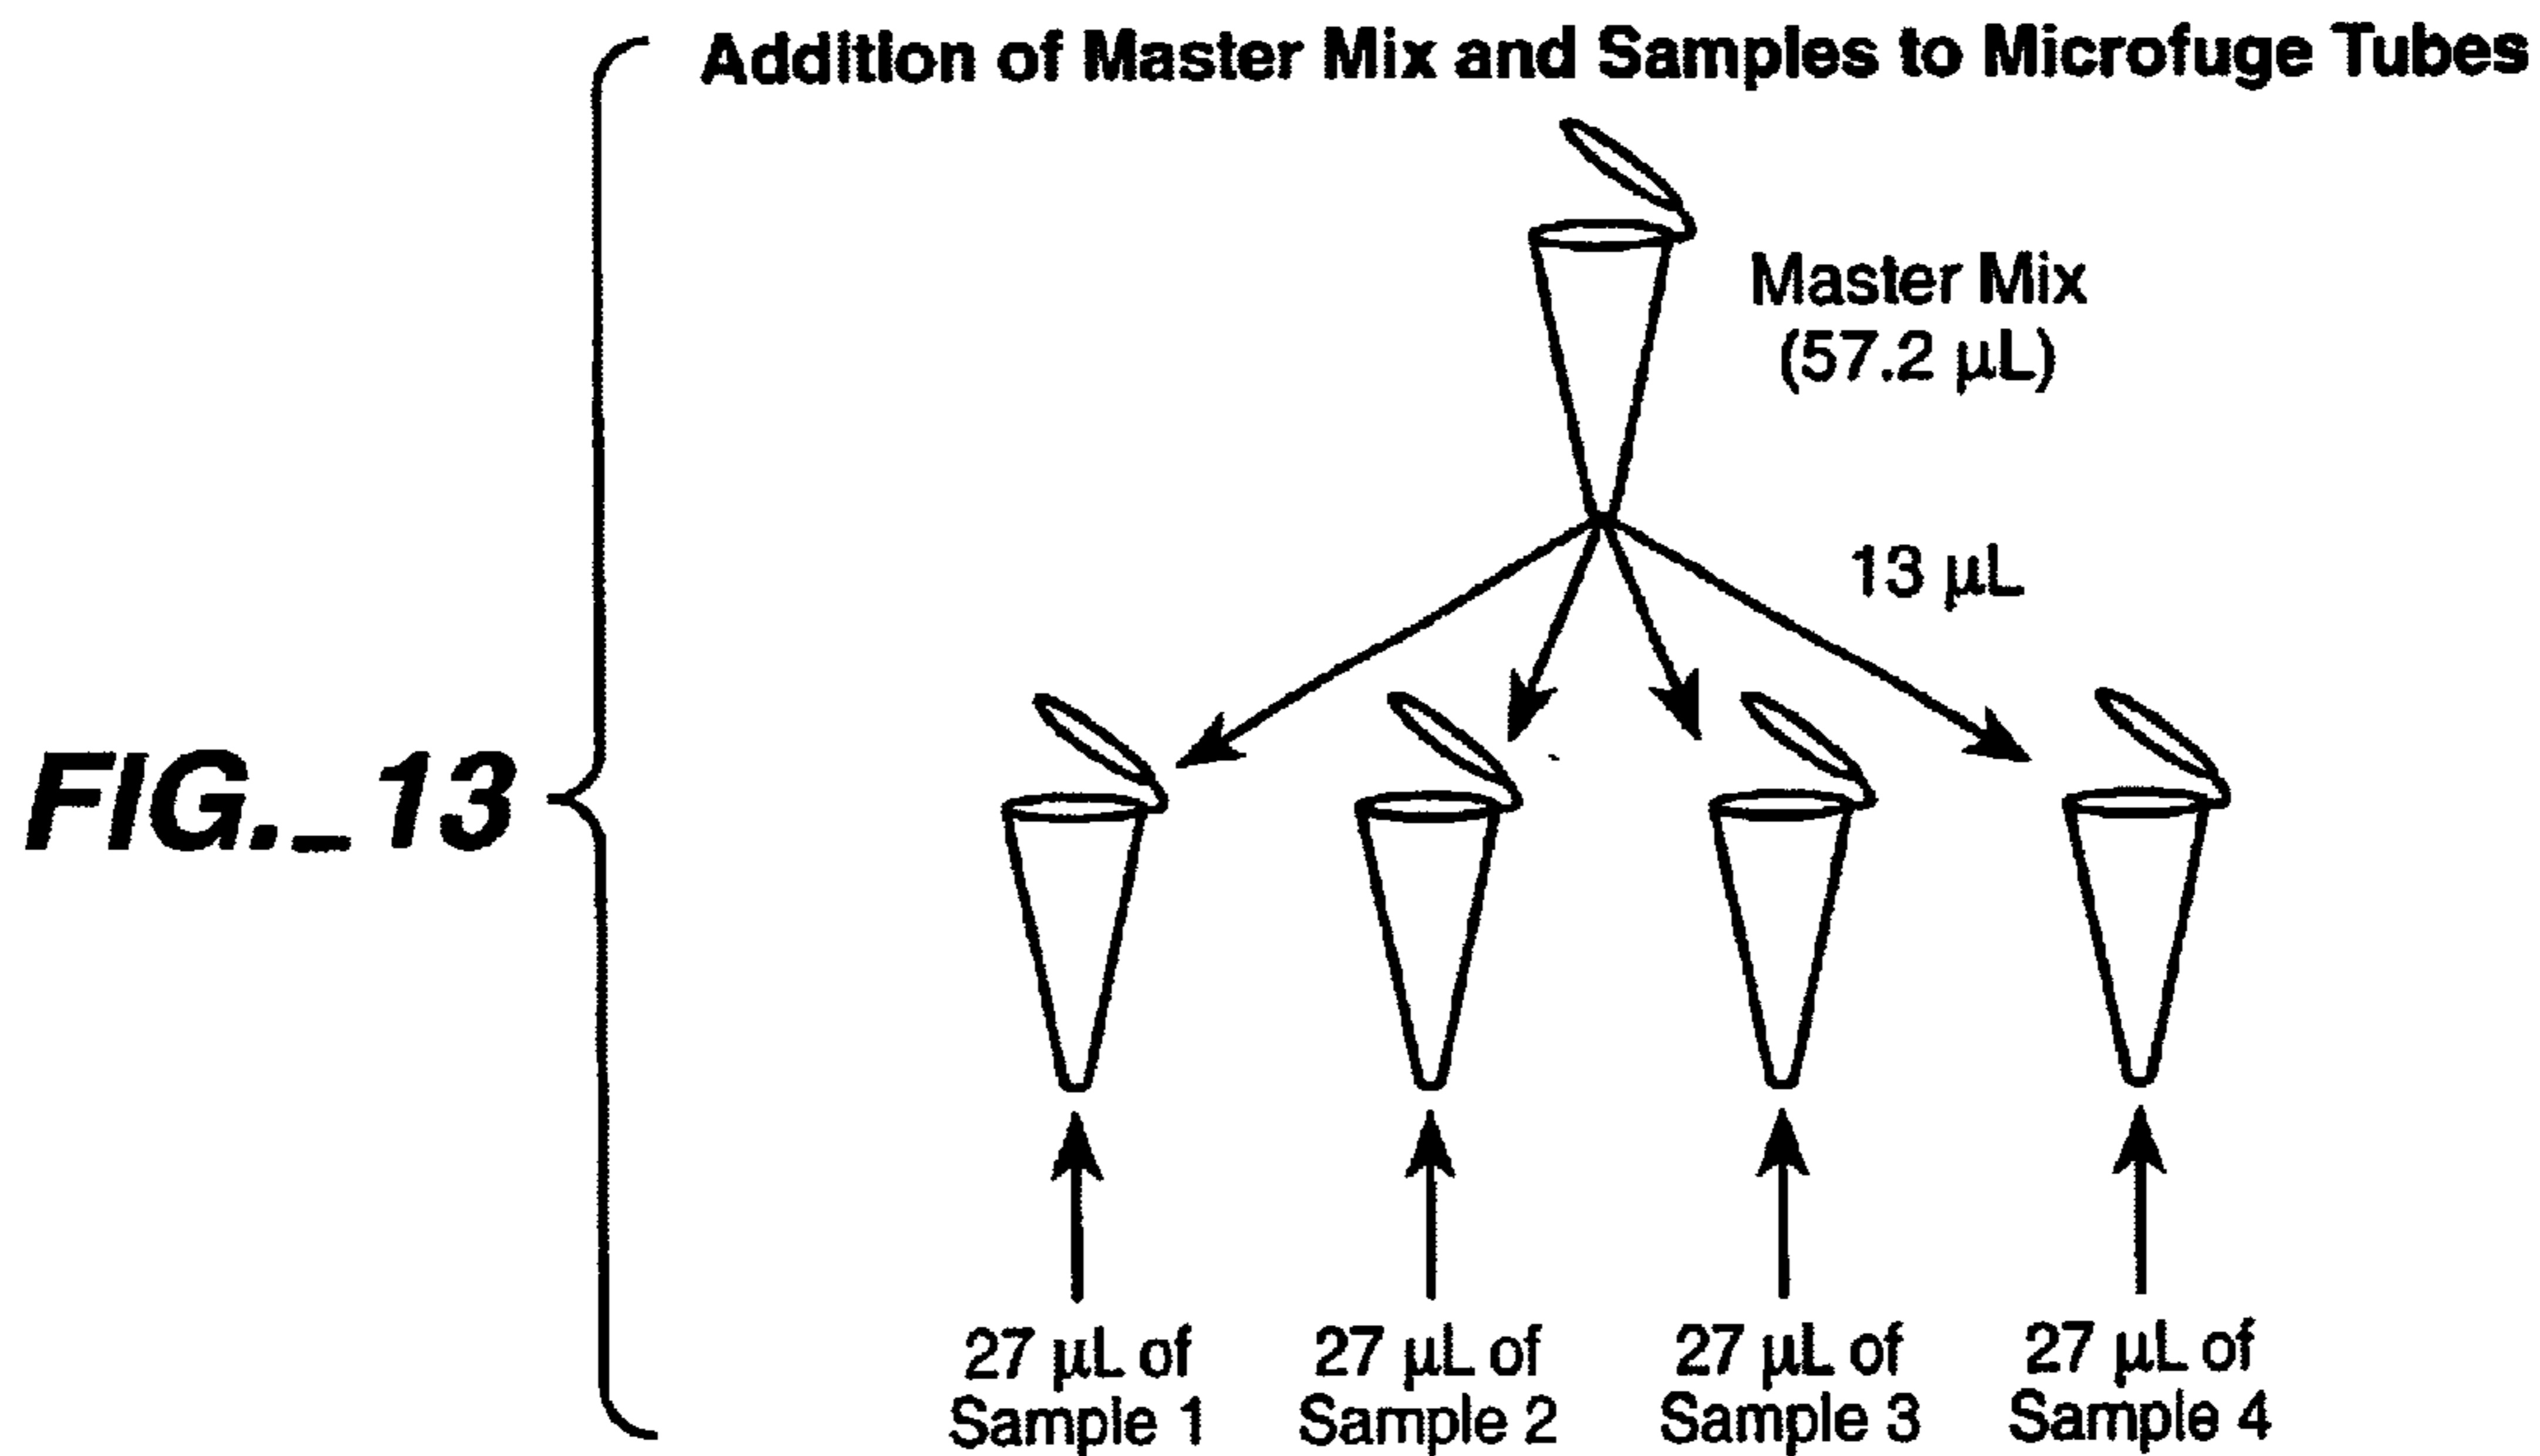 Addition of Master Mix and Samples to Microfuge Tubes
Master Mix
(57.2 µL)
13 µL
FIG._13
27 µL of
Sample 1
27 µL of
Sample 2
27 µL of
Sample 3
27 µL of
Sample 4